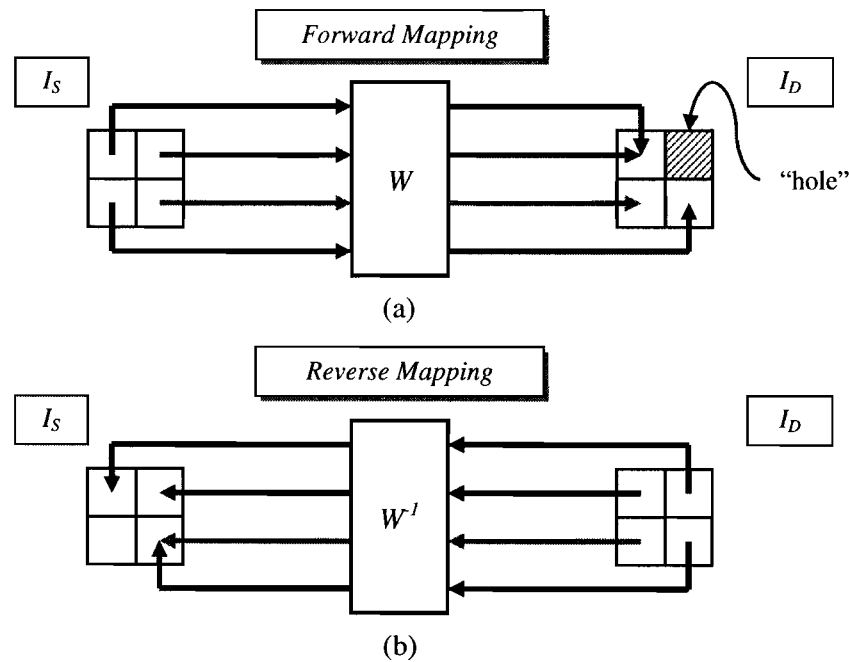 Forward Mapping
I_S
I_D
W
"hole"
(a)
Reverse Mapping
I_S
I_D
W^-1
(b)